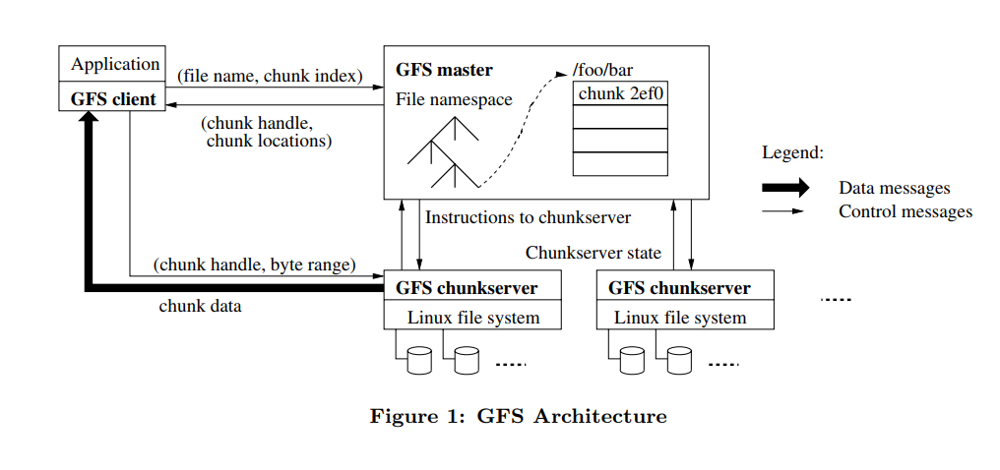 Application
GFS client
(file name, chunk index)
(chunk handle,
chunk locations)
GFS master
File namespace
/foo/bar
chunk 2ef0
Legend:
Data messages
Control messages
Instructions to chunkserver
Chunkserver state
(chunk handle, byte range)
chunk data
GFS chunkserver
Linux file system
GFS chunkserver
Linux file system
Figure 1: GFS Architecture